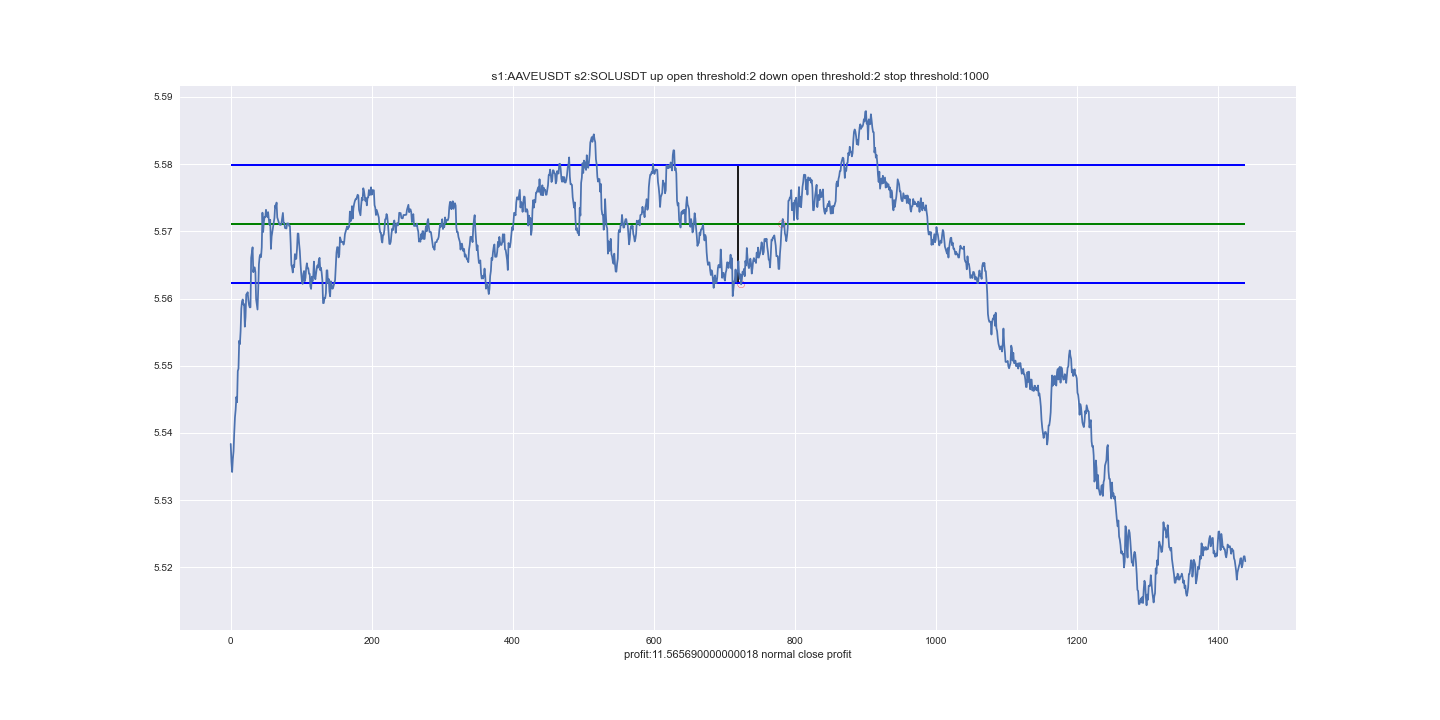 s1:AAVEUSDT s2:SOLUSDT up open threshold:2 down open threshold:2 stop threshold:1000
5.59
5.58
5.57
5.56
5.55
5.54
5.53
5.52
0 200 400 600 800 1000 1200 1400
profit:11.565690000000018 normal close profit